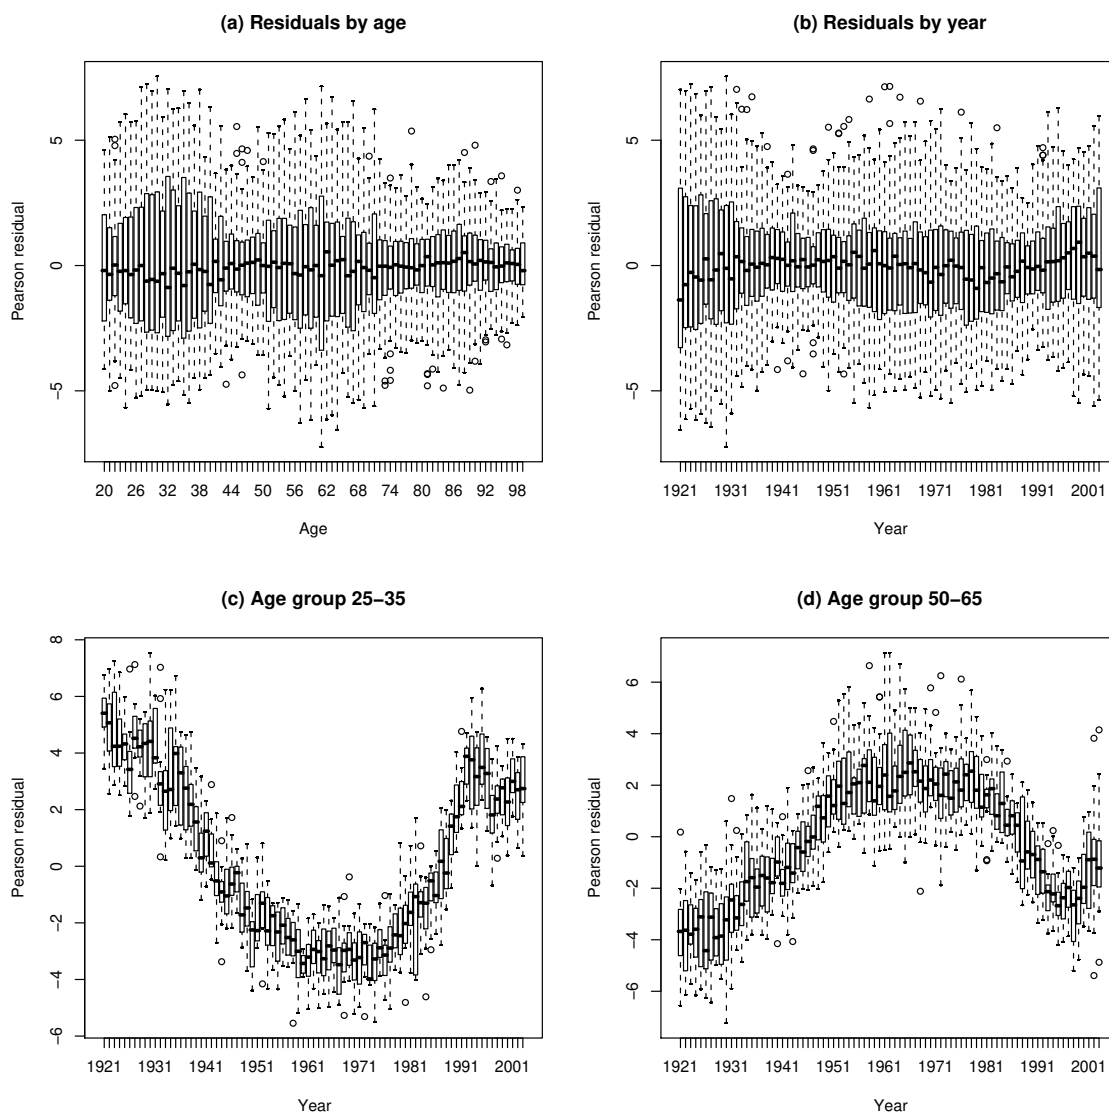 (a) Residuals by age
Pearson residual
5
0
−5
20 26 32 38 44 50 56 62 68 74 80 86 92 98
Age
(b) Residuals by year
Pearson residual
5
0
−5
1921 1931 1941 1951 1961 1971 1981 1991 2001
Year
(c) Age group 25−35
Pearson residual
8
6
4
2
0
−2
−4
−6
1921 1931 1941 1951 1961 1971 1981 1991 2001
Year
(d) Age group 50−65
Pearson residual
6
4
2
0
−2
−4
−6
1921 1931 1941 1951 1961 1971 1981 1991 2001
Year